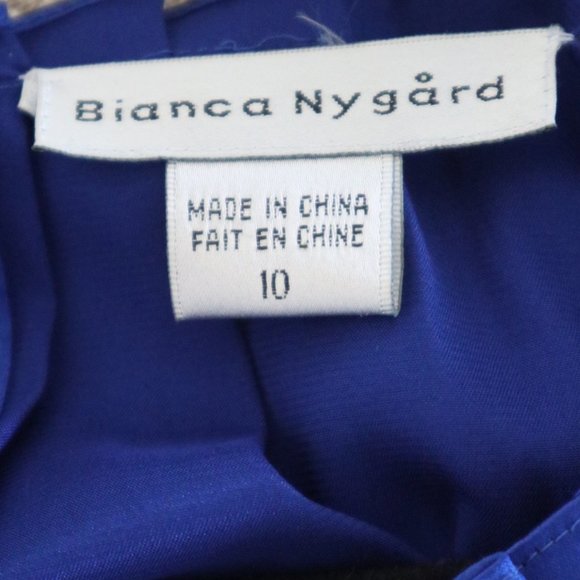 Bianca Nygård
MADE IN CHINA
FAIT EN CHINE
10